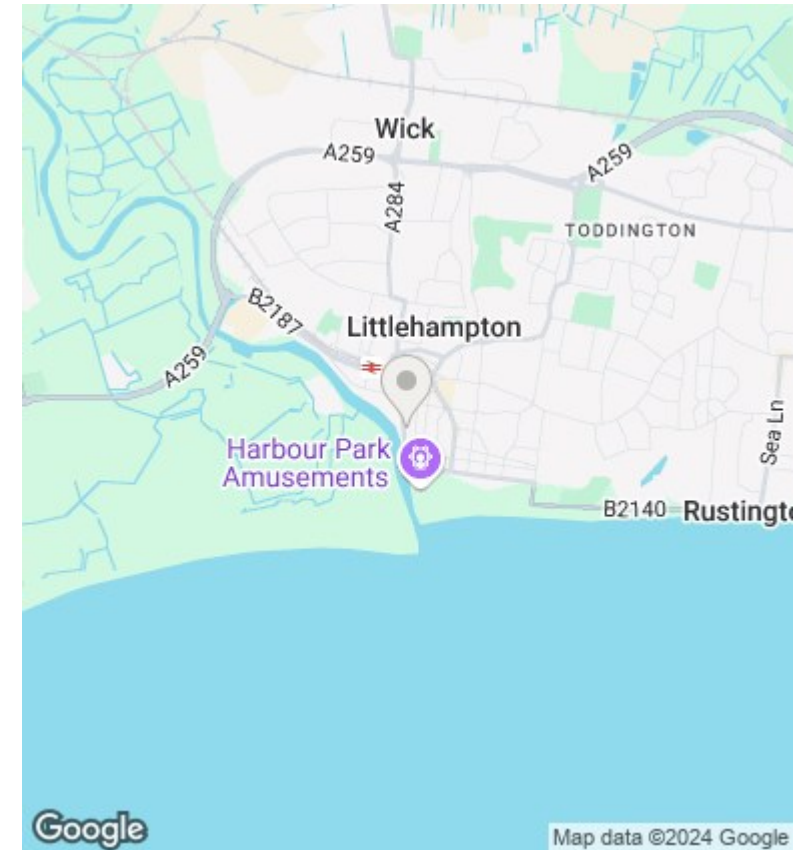 Wick
A259
A259
A284
TODDINGTON
B2187
Littlehampton
A259
Sea Ln
Harbour Park
Amusements
B2140
Rustingto
Google
Map data ©2024 Google